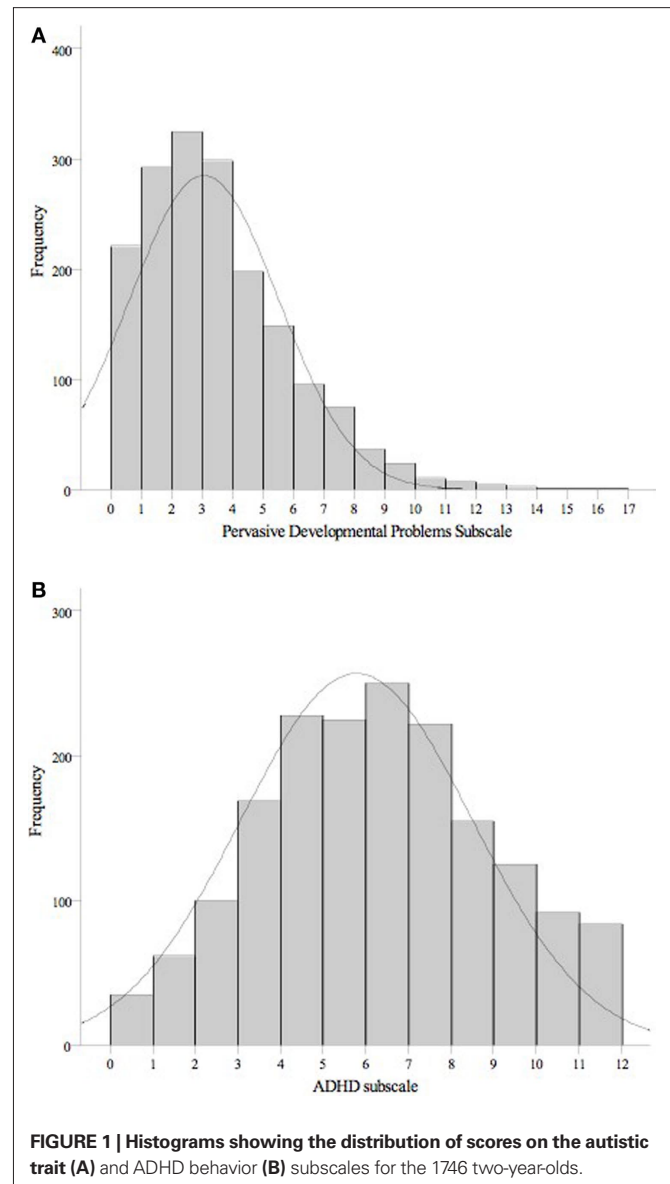 A
400
300
200
100
0
Frequency
0 1 2 3 4 5 6 7 8 9 10 11 12 13 14 15 16 17
Pervasive Developmental Problems Subscale
B
300
200
100
0
Frequency
0 1 2 3 4 5 6 7 8 9 10 11 12
ADHD subscale
FIGURE 1 | Histograms showing the distribution of scores on the autistic
trait (A) and ADHD behavior (B) subscales for the 1746 two-year-olds.